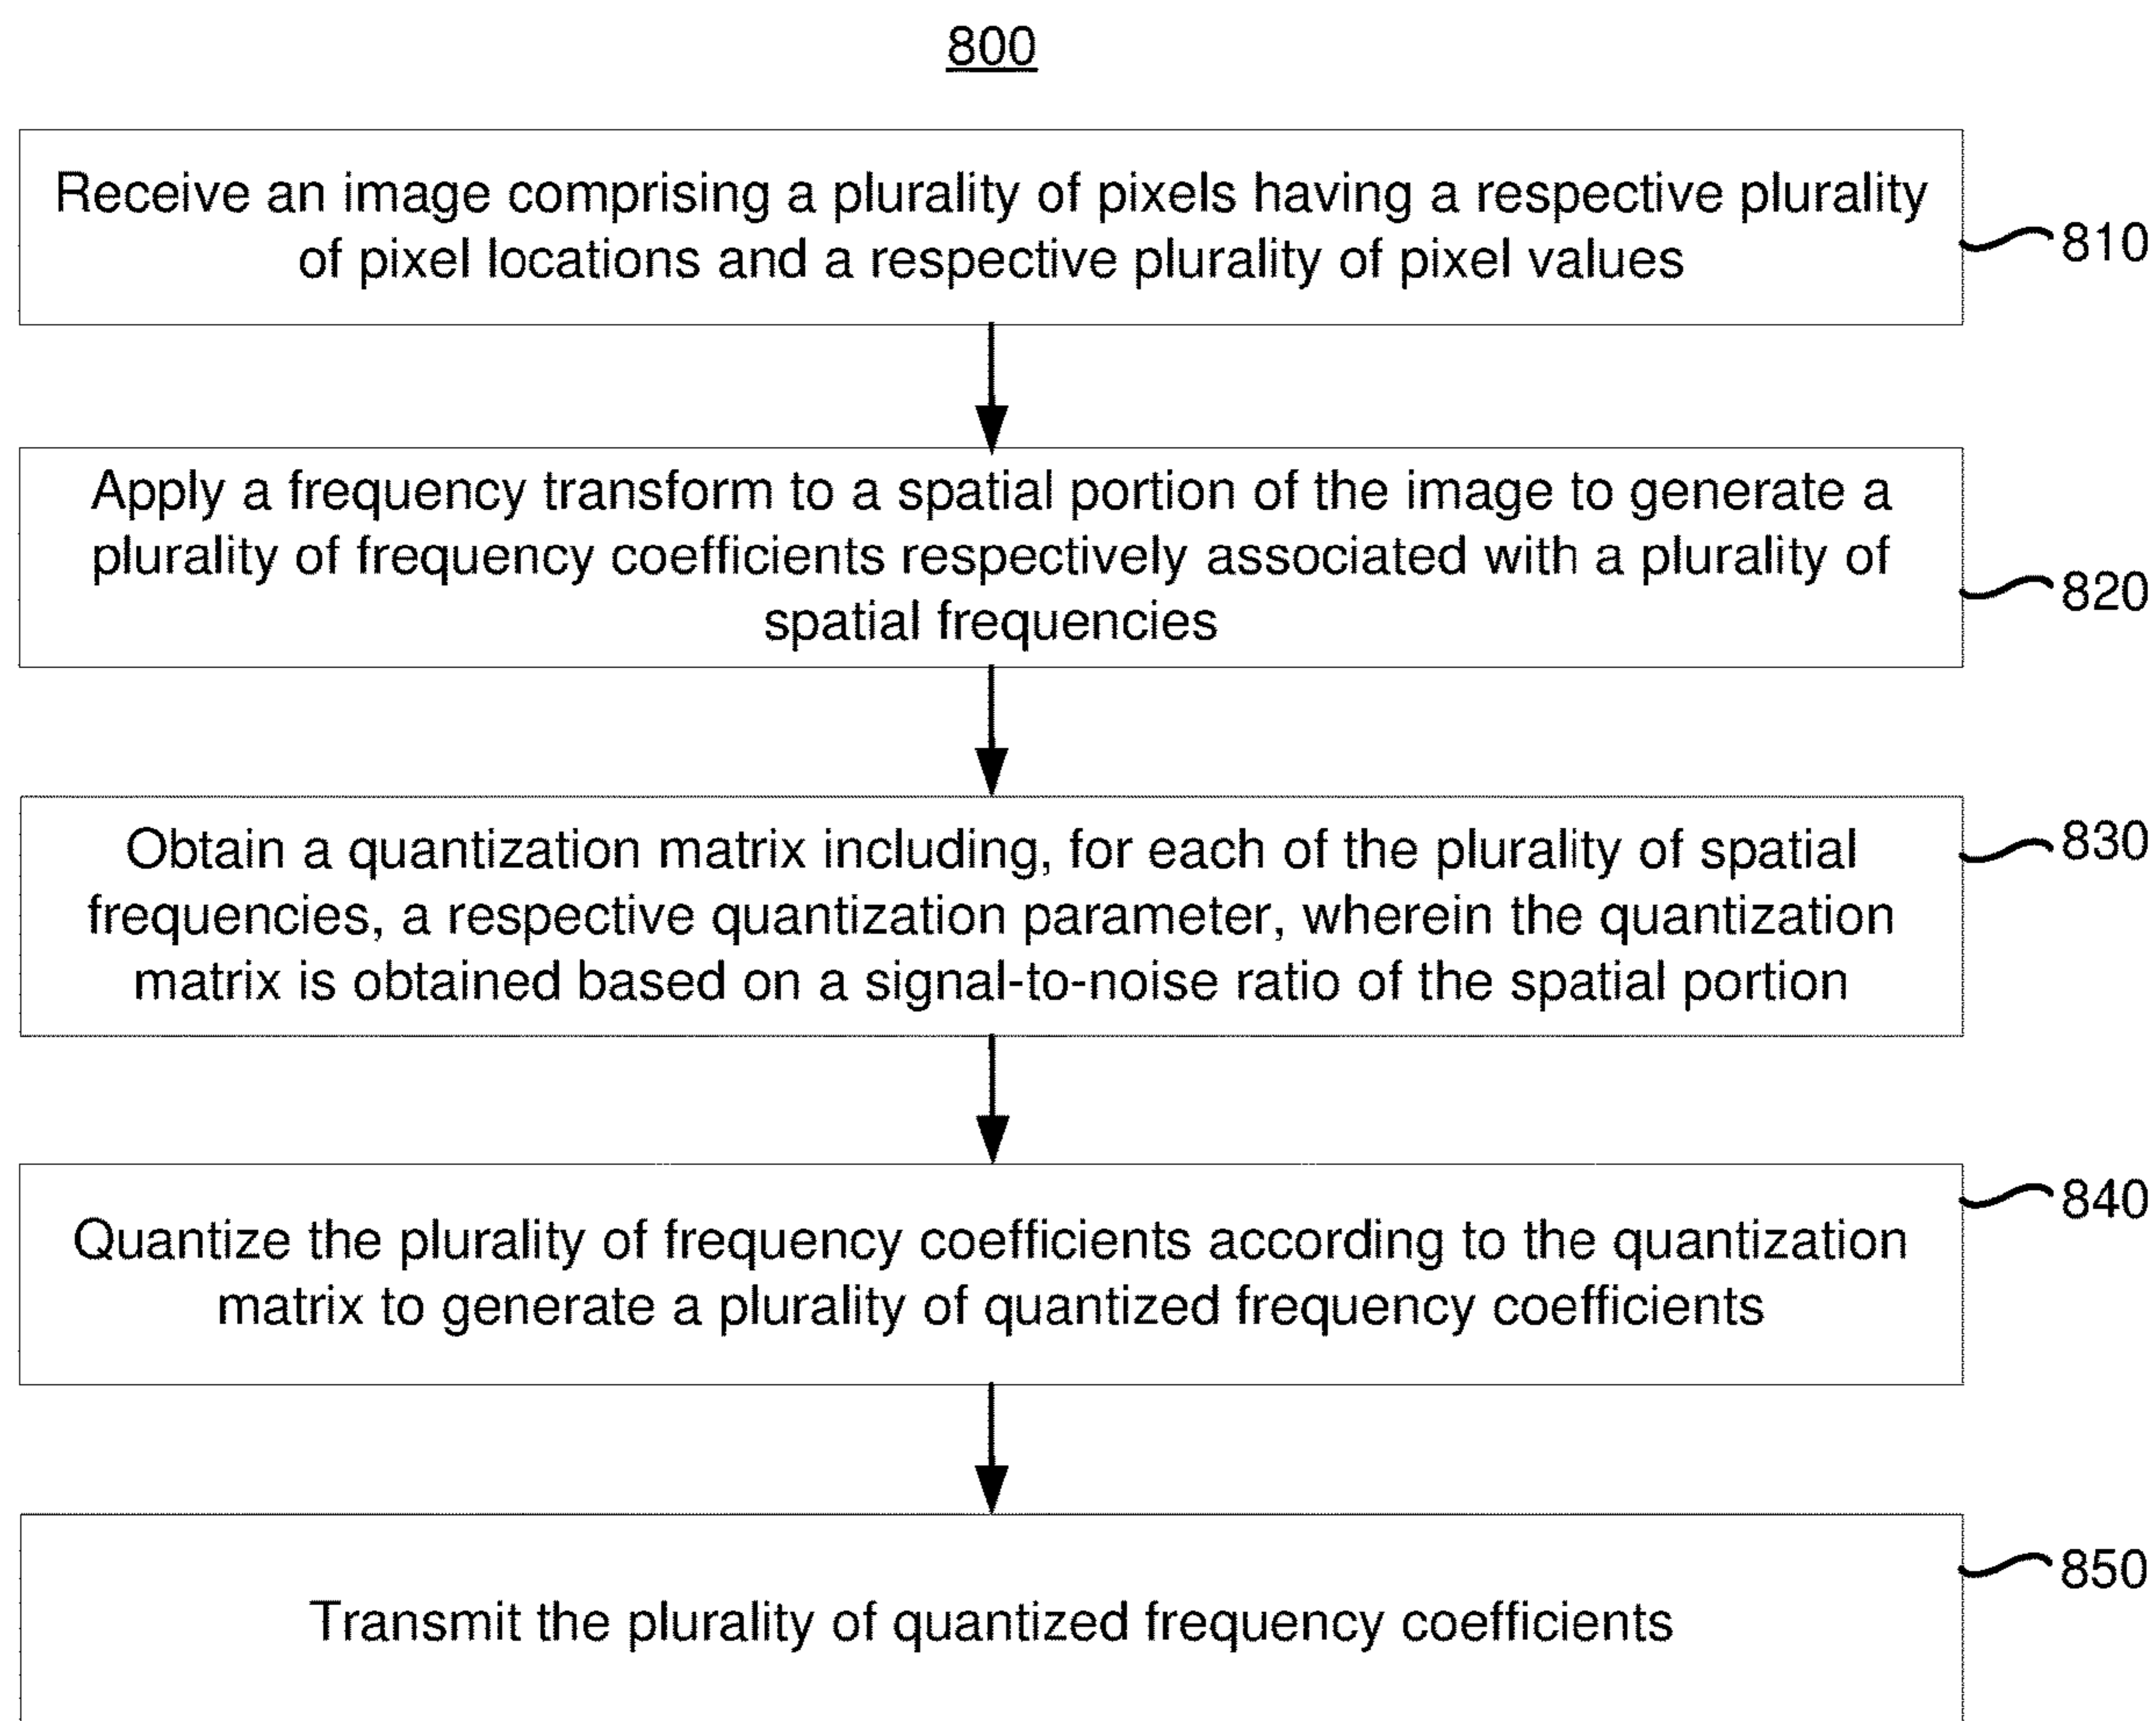 800
Receive an image comprising a plurality of pixels having a respective plurality
of pixel locations and a respective plurality of pixel values
810
Apply a frequency transform to a spatial portion of the image to generate a
plurality of frequency coefficients respectively associated with a plurality of
spatial frequencies
820
Obtain a quantization matrix including, for each of the plurality of spatial
frequencies, a respective quantization parameter, wherein the quantization
matrix is obtained based on a signal-to-noise ratio of the spatial portion
830
Quantize the plurality of frequency coefficients according to the quantization
matrix to generate a plurality of quantized frequency coefficients
840
Transmit the plurality of quantized frequency coefficients
850